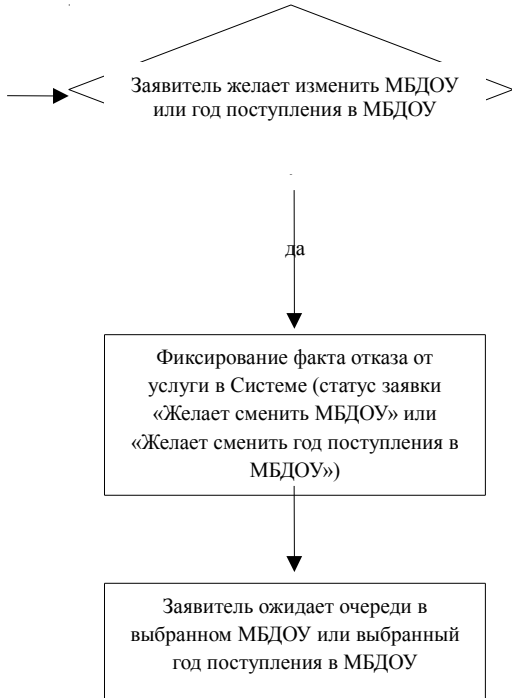 Заявитель желает изменить МБДОУ
или год поступления в МБДОУ
да
Фиксирование факта отказа от
услуги в Системе (статус заявки
«Желает сменить МБДОУ» или
«Желает сменить год поступления в
МБДОУ»)
Заявитель ожидает очереди в
выбранном МБДОУ или выбранный
год поступления в МБДОУ